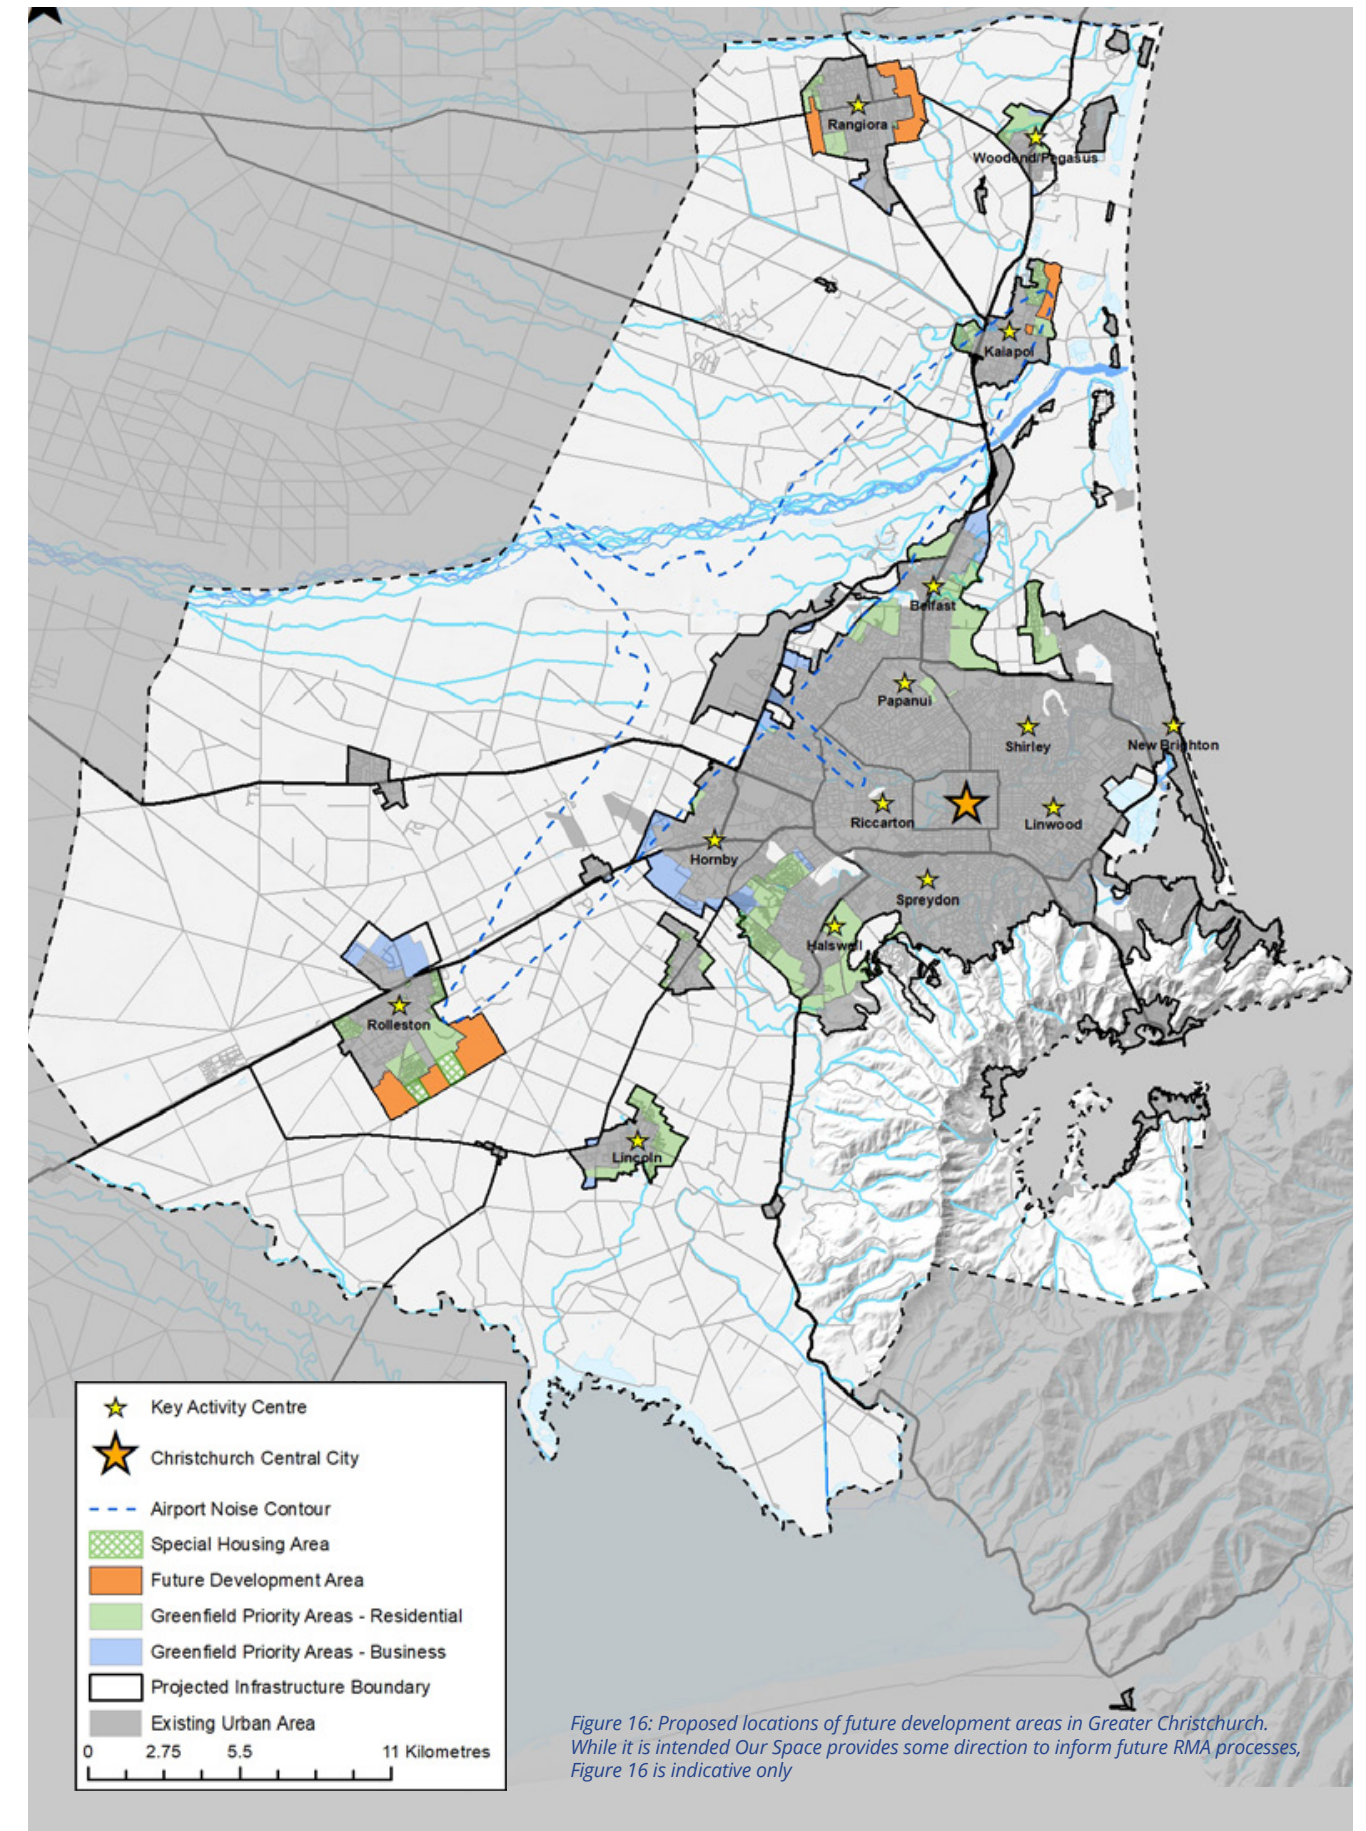 Rangiora
Woodend/Pegasus
Kaiapoi
Belfast
Papanui
Shirley
New Brighton
Riccarton
Linwood
Hornby
Spreydon
Halswell
Rolleston
Lincoln
Key Activity Centre
Christchurch Central City
Airport Noise Contour
Special Housing Area
Future Development Area
Greenfield Priority Areas - Residential
Greenfield Priority Areas - Business
Projected Infrastructure Boundary
Existing Urban Area
0 2.75 5.5 11 Kilometres
Figure 16: Proposed locations of future development areas in Greater Christchurch.
While it is intended Our Space provides some direction to inform future RMA processes,
Figure 16 is indicative only